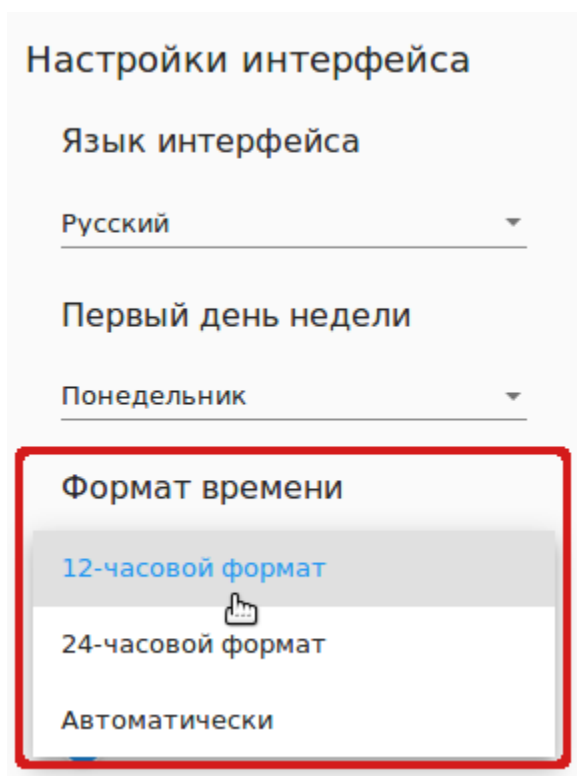 Настройки интерфейса
Язык интерфейса
Русский
Первый день недели
Понедельник
Формат времени
12-часовой формат
24-часовой формат
Автоматически